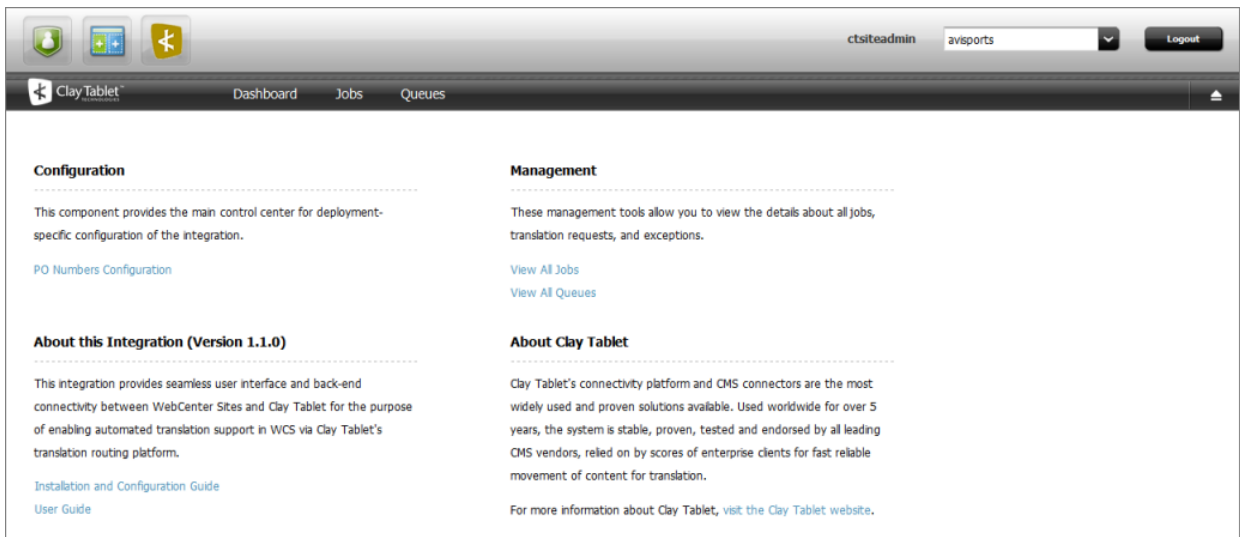 ctsiteadmin
avisports
Logout
Clay Tablet
TECHNOLOGIES
Dashboard
Jobs
Queues
Configuration
This component provides the main control center for deployment-
specific configuration of the integration.
PO Numbers Configuration
Management
These management tools allow you to view the details about all jobs,
translation requests, and exceptions.
View All Jobs
View All Queues
About this Integration (Version 1.1.0)
This integration provides seamless user interface and back-end
connectivity between WebCenter Sites and Clay Tablet for the purpose
of enabling automated translation support in WCS via Clay Tablet's
translation routing platform.
Installation and Configuration Guide
User Guide
About Clay Tablet
Clay Tablet's connectivity platform and CMS connectors are the most
widely used and proven solutions available. Used worldwide for over 5
years, the system is stable, proven, tested and endorsed by all leading
CMS vendors, relied on by scores of enterprise clients for fast reliable
movement of content for translation.
For more information about Clay Tablet, visit the Clay Tablet website.